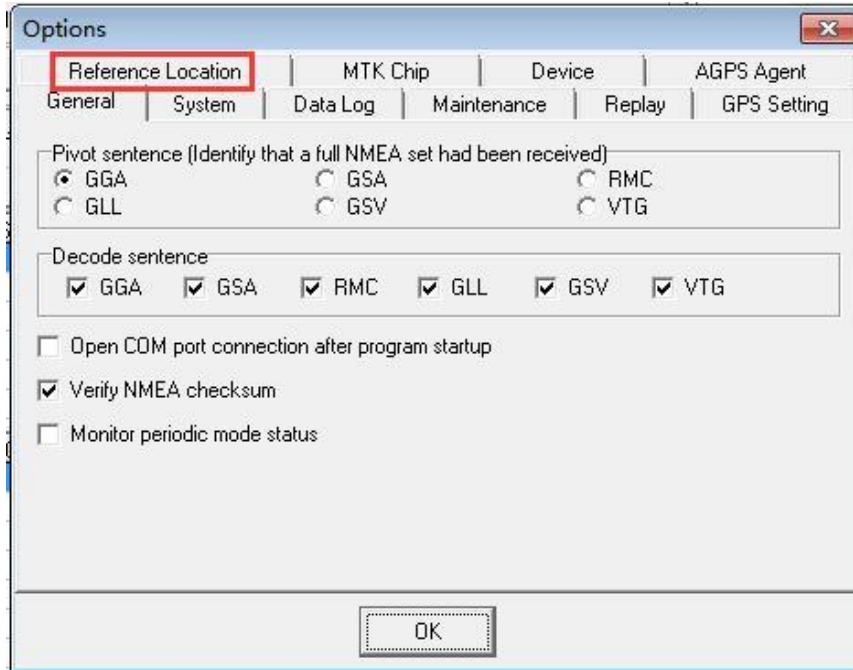 Options
Reference Location MTK Chip Device AGPS Agent
General System Data Log Maintenance Replay GPS Setting
Pivot sentence (Identify that a full NMEA set had been received)
GGA GSA RMC
GLL GSV VTG
Decode sentence
GGA GSA RMC GLL GSV VTG
Open COM port connection after program startup
Verify NMEA checksum
Monitor periodic mode status
OK